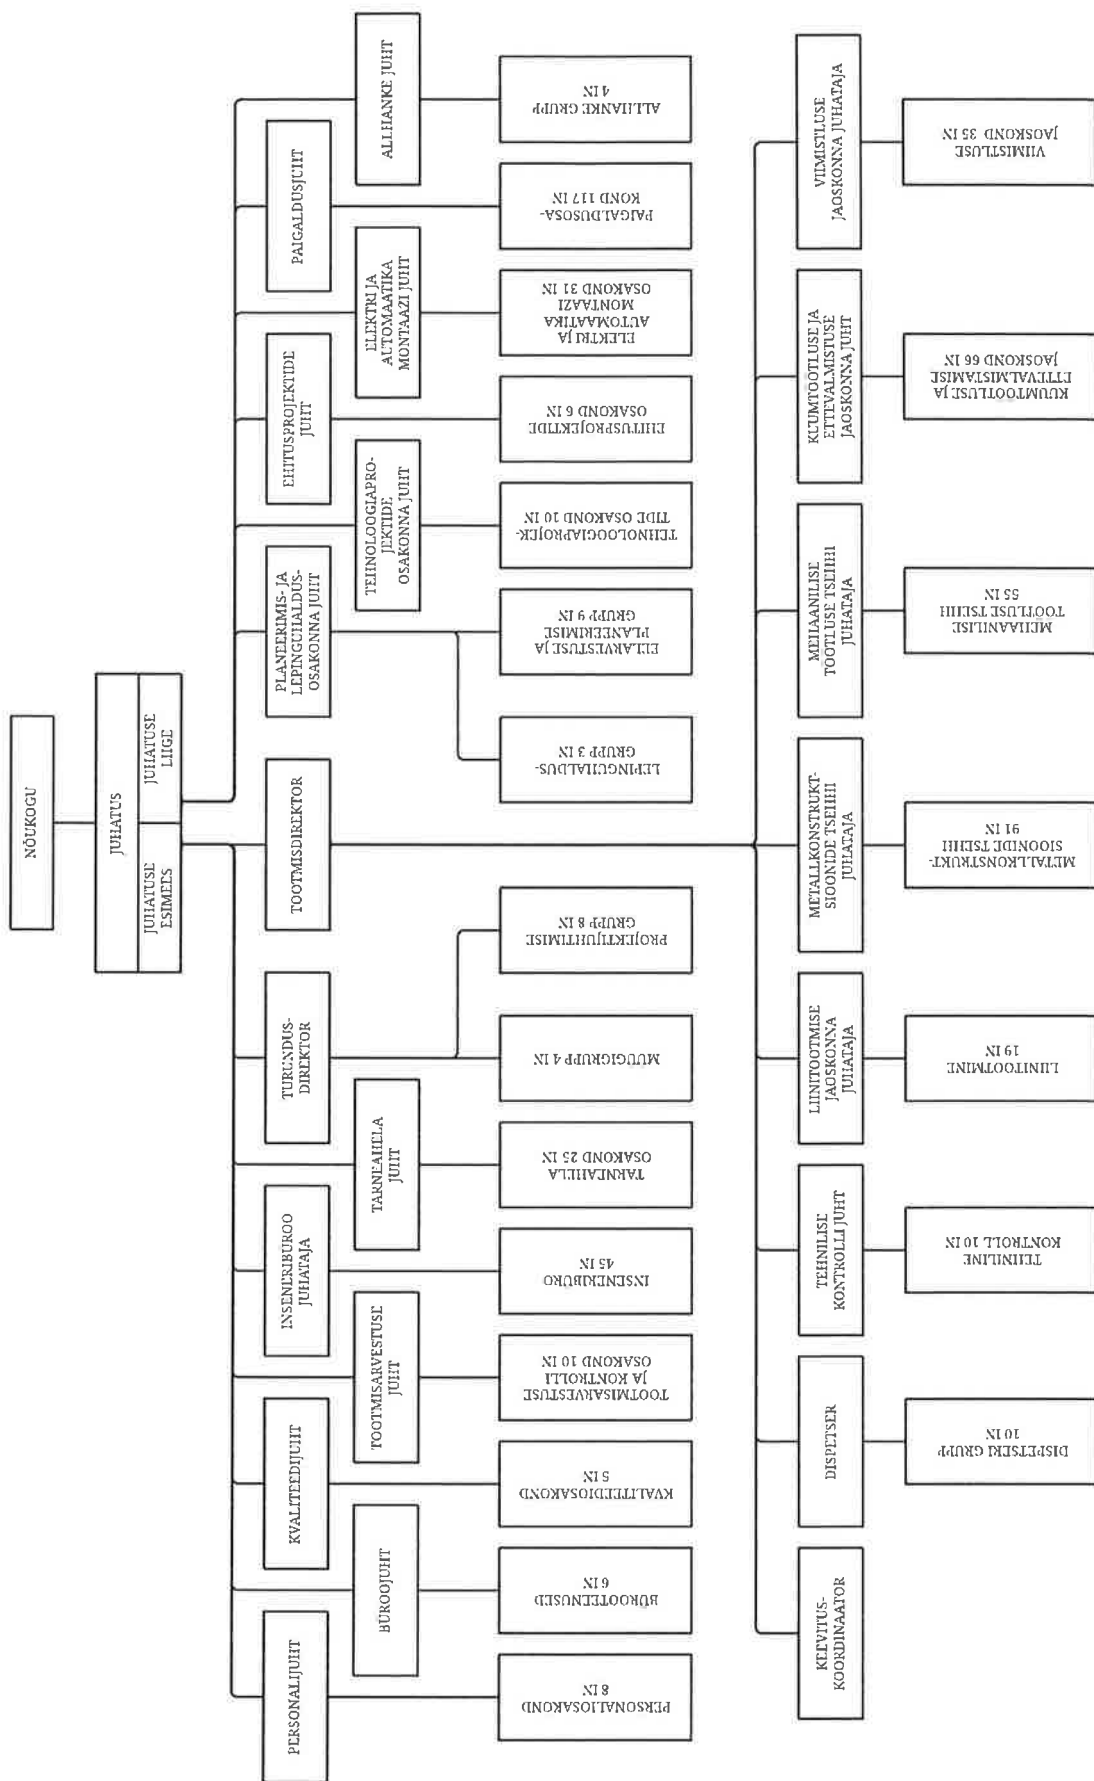 NÕUKOGU
JUHATUS
JUHATUSE
ESIMEES
JUHATUSE
LIIGE
PERSONALIJUHT
BÜROOJUHT
KVALITEEDIJUHT
TOOTMISARVESTUSE
JUHT
INSENERIBÜROO
JUHATAJA
TARNEAHELA
JUHT
TURUNDUS-
DIREKTOR
TOOTMISDIREKTOR
PLANEERIMIS- JA
LEPINGUHALDUS-
OSAKONNA JUHT
TEHNOLOOGIAPRO-
JEKTIDE
OSAKONNA JUHT
EHITUSPROJEKTIDE
JUHT
ELEKTRI JA
AUTOMAATIKA
MONTAAZI JUHT
PAIGALDUSJUHT
ALLHANKE JUHT
PERSONALIOSAKOND
8 IN
BÜROOTEENUSED
6 IN
KVALITEEDIOSAKOND
5 IN
TOOTMISARVESTUSE
JA KONTROLLI
OSAKOND 10 IN
INSENERIBÜRO
45 IN
TARNEAHELA
OSAKOND 25 IN
MÜÜGIGRUPP 4 IN
PROJEKTIJUHTIMISE
GRUPP 8 IN
LEPINGUHALDUS-
GRUPP 3 IN
EELARVESTUSE JA
PLANEERIMISE
GRUPP 9 IN
TEHNOLOOGIAPROJEK-
TIDE OSAKOND 10 IN
EHITUSPROJEKTIDE
OSAKOND 6 IN
ELEKTRI JA
AUTOMAATIKA
MONTAAZI
OSAKOND 31 IN
PAIGALDUSOSA-
KOND 117 IN
ALLHANKE GRUPP
4 IN
KEEVITUS-
KOORDINAATOR
DISPETSER
TEHNILISE
KONTROLLI JUHT
LIINITOOTMISE
JAOSKONNA
JUHATAJA
METALLKONSTRUKT-
SIOONIDE TSEHHI
JUHATAJA
MEHAANILISE
TÖÖTLUSE TSEHHI
JUHATAJA
KUUMTÖÖTLUSE JA
ETTEVALMISTUSE
JAOSKONNA JUHT
VIIMISTLUSE
JAOSKONNA JUHATAJA
DISPETSERI GRUPP
10 IN
TEHNILINE
KONTROLL 10 IN
LIINITOOTMINE
19 IN
METALLKONSTRUKT-
SIOONIDE TSEHH
91 IN
MEHAANILISE
TÖÖTLUSE TSEHH
55 IN
KUUMTÖÖTLUSE JA
ETTEVALMISTAMISE
JAOSKOND 66 IN
VIIMISTLUSE
JAOSKOND 35 IN